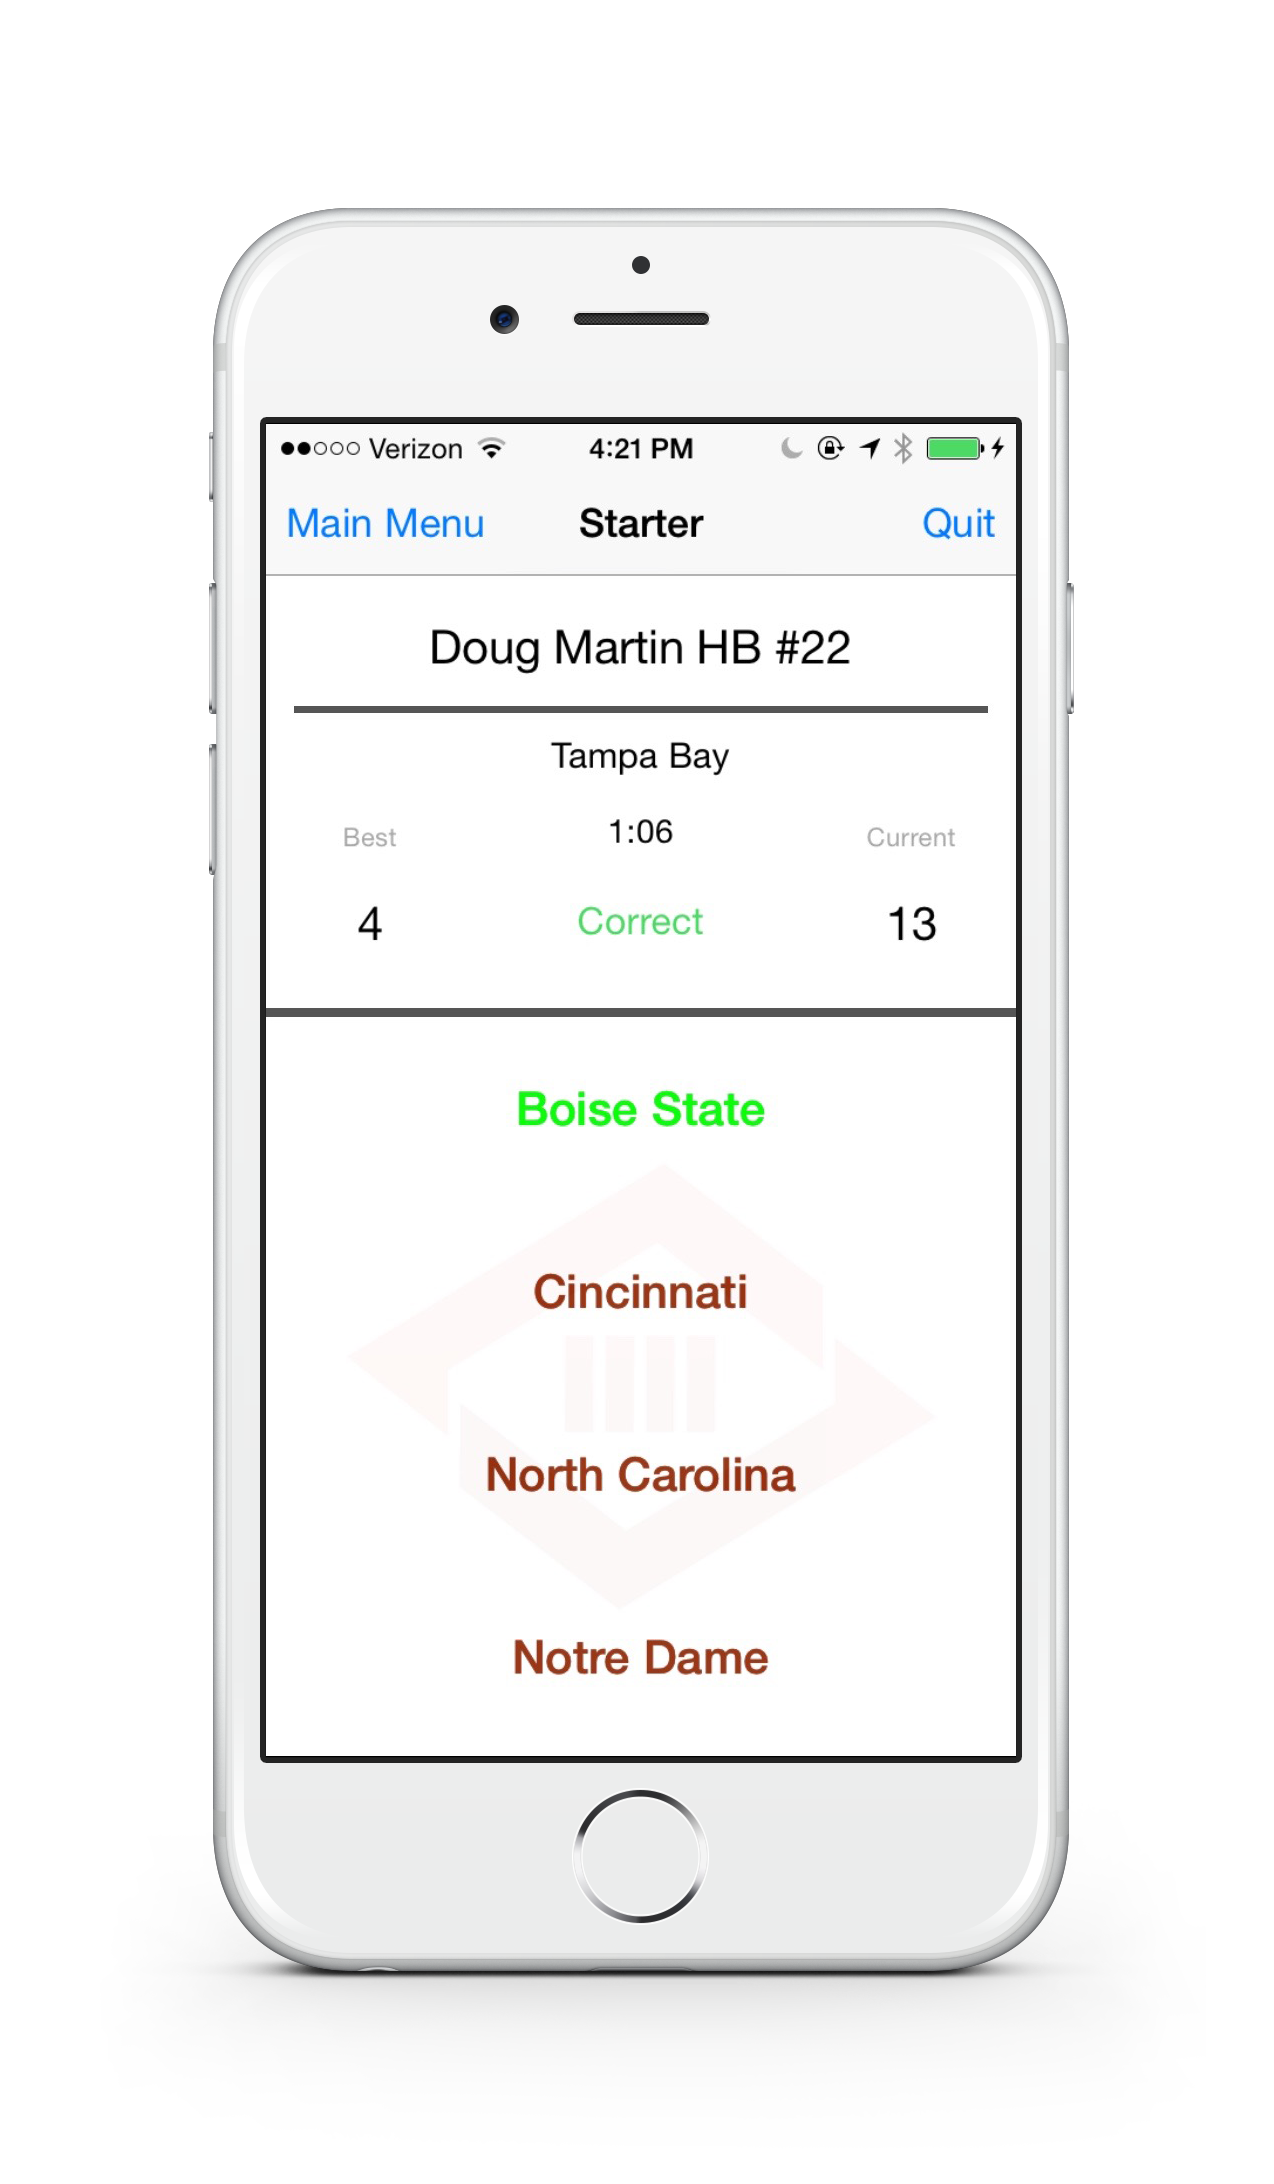 Verizon 4:21 PM
Main Menu Starter Quit
Doug Martin HB #22
Tampa Bay
Best 1:06 Current
4 Correct 13
Boise State
Cincinnati
North Carolina
Notre Dame